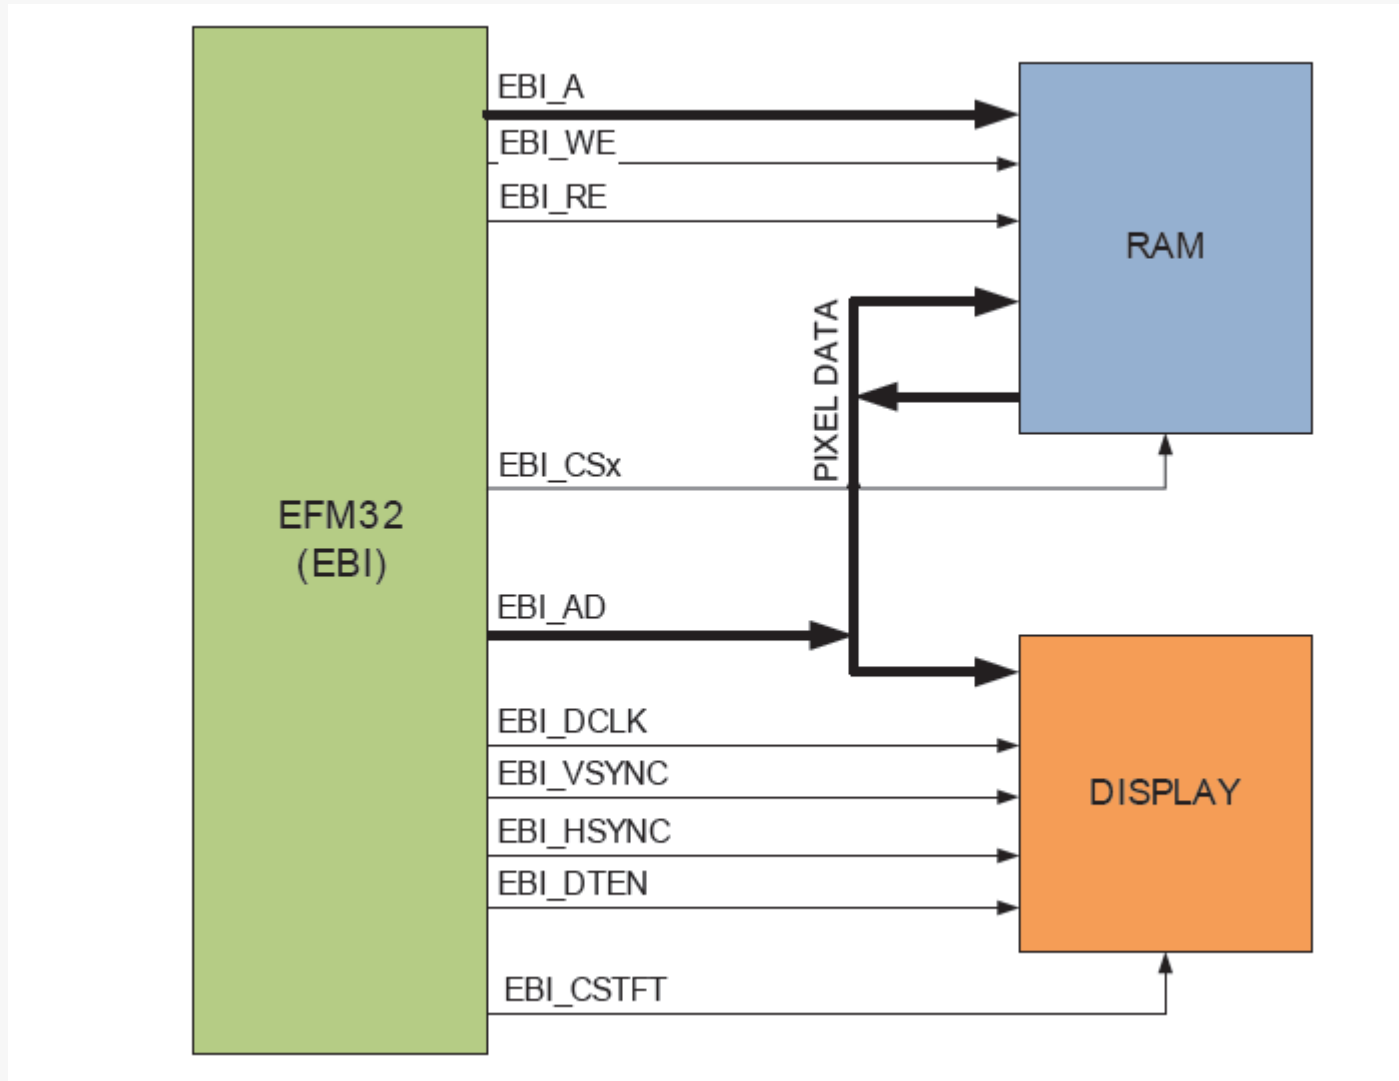 EBI_A
EBI_WE
EBI_RE
RAM
PIXEL DATA
EBI_CSx
EFM32
(EBI)
EBI_AD
EBI_DCLK
EBI_VSYNC
DISPLAY
EBI_HSYNC
EBI_DTEN
EBI_CSTFT